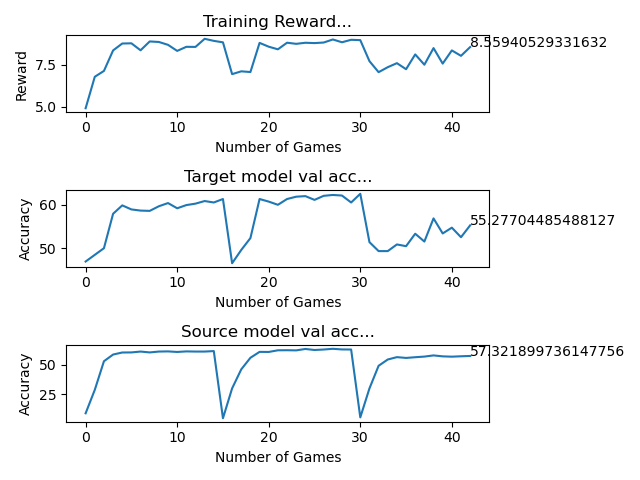 Training Reward...
8.55940529331632
7.5
5.0
Reward
0 10 20 30 40
Number of Games
Target model val acc...
60
50
Accuracy
55.27704485488127
0 10 20 30 40
Number of Games
Source model val acc...
57.321899736147756
50
25
Accuracy
0 10 20 30 40
Number of Games